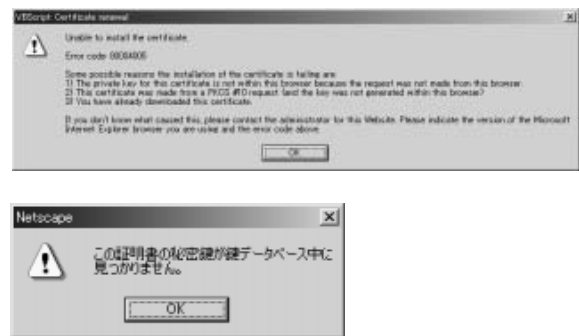 VBScript: Certificate renewal
Unable to install the certificate.
Error code 800B0A06
Some possible reasons the installation of the certificate is failing are:
1) The private key for this certificate is not within this browser because the request was not made from this browser.
2) This certificate was made from a PKCS #10 request (and the key was not generated within this browser)?
3) You have already downloaded this certificate.
If you don't know what caused this, please contact the administrator for this Website. Please indicate the version of the Microsoft
Internet Explorer browser you are using and the error code above.
OK
Netscape
この証明書の秘密鍵が鍵データベース中に
見つかりません。
OK